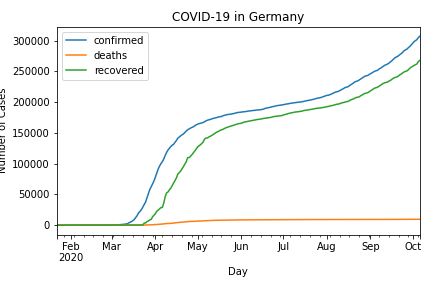 COVID-19 in Germany
300000
250000
200000
150000
100000
50000
0
Number of Cases
confirmed
deaths
recovered
Feb Mar Apr May Jun Jul Aug Sep Oct
2020
Day